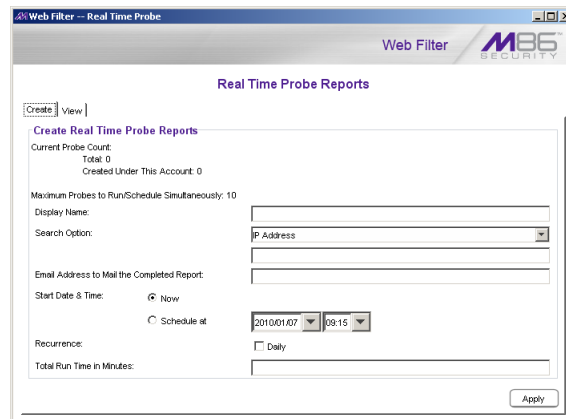 M86 Web Filter -- Real Time Probe
Web Filter
M86 SECURITY
Real Time Probe Reports
Create View
Create Real Time Probe Reports
Current Probe Count:
Total: 0
Created Under This Account: 0
Maximum Probes to Run/Schedule Simultaneously: 10
Display Name:
Search Option: IP Address
Email Address to Mail the Completed Report:
Start Date & Time: Now
Schedule at 2010/01/07 09:15
Recurrence: Daily
Total Run Time in Minutes:
Apply